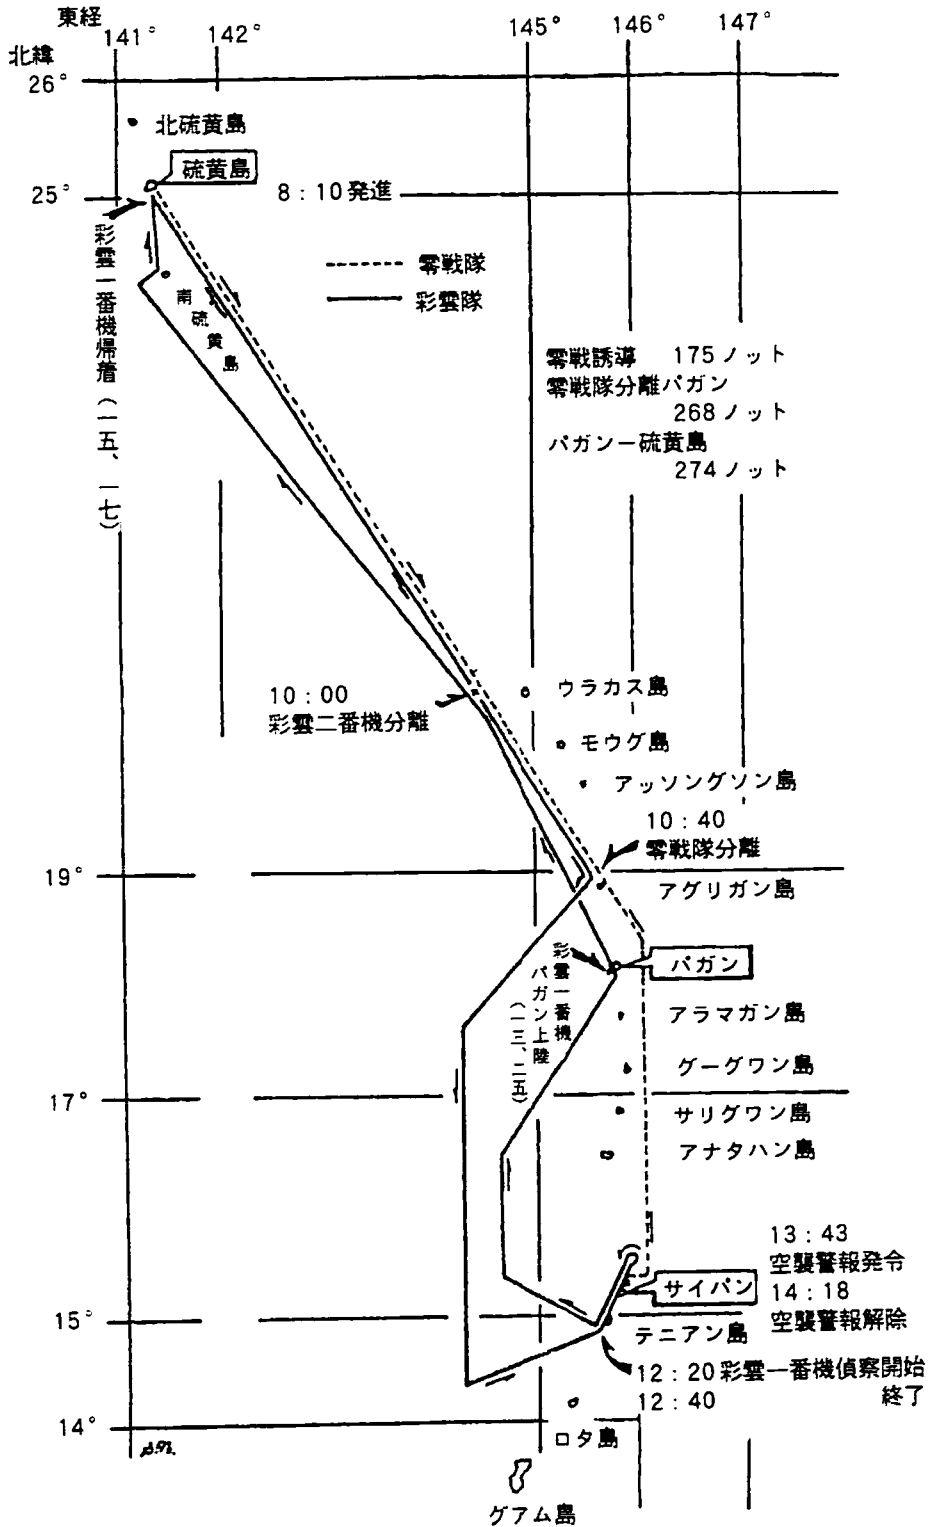 東経
141°
142°
145°
146°
147°
北緯
26°
北硫黄島
硫黄島
25°
8：10発進
彩雲一番機帰着（一五、一七）
南硫黄島
零戦隊
彩雲隊
零戦誘導　175ノット
零戦隊分離パガン
268ノット
パガンー硫黄島
274ノット
10：00
彩雲二番機分離
ウラカス島
モウグ島
アッソングソン島
10：40
零戦隊分離
19°
アグリガン島
彩雲一番機
パガン上陸
（一三、二五）
パガン
アラマガン島
グーグワン島
17°
サリグワン島
アナタハン島
13：43
空襲警報発令
サイパン
14：18
空襲警報解除
15°
テニアン島
12：20彩雲一番機偵察開始
12：40　終了
14°
ロタ島
グアム島